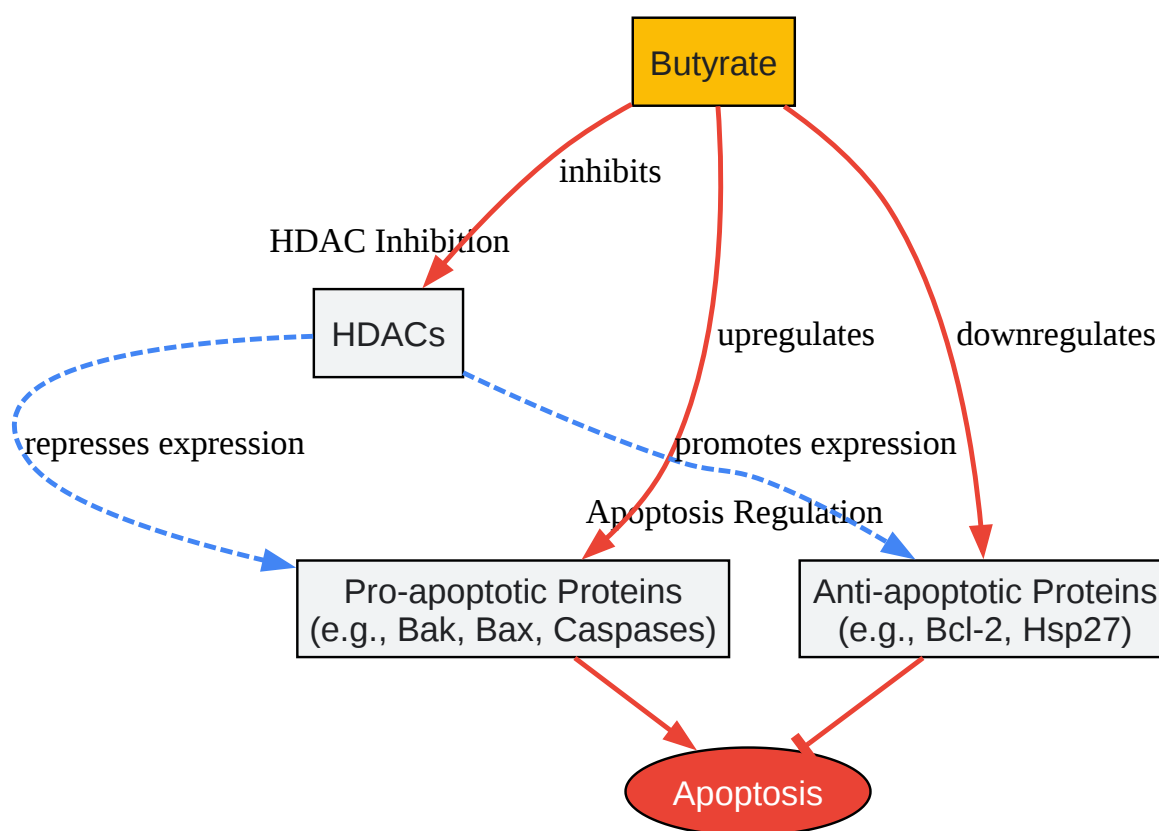 Butyrate
inhibits
HDAC Inhibition
HDACs
upregulates
downregulates
represses expression
promotes expression
Apoptosis Regulation
Pro-apoptotic Proteins
(e.g., Bak, Bax, Caspases)
Anti-apoptotic Proteins
(e.g., Bcl-2, Hsp27)
Apoptosis